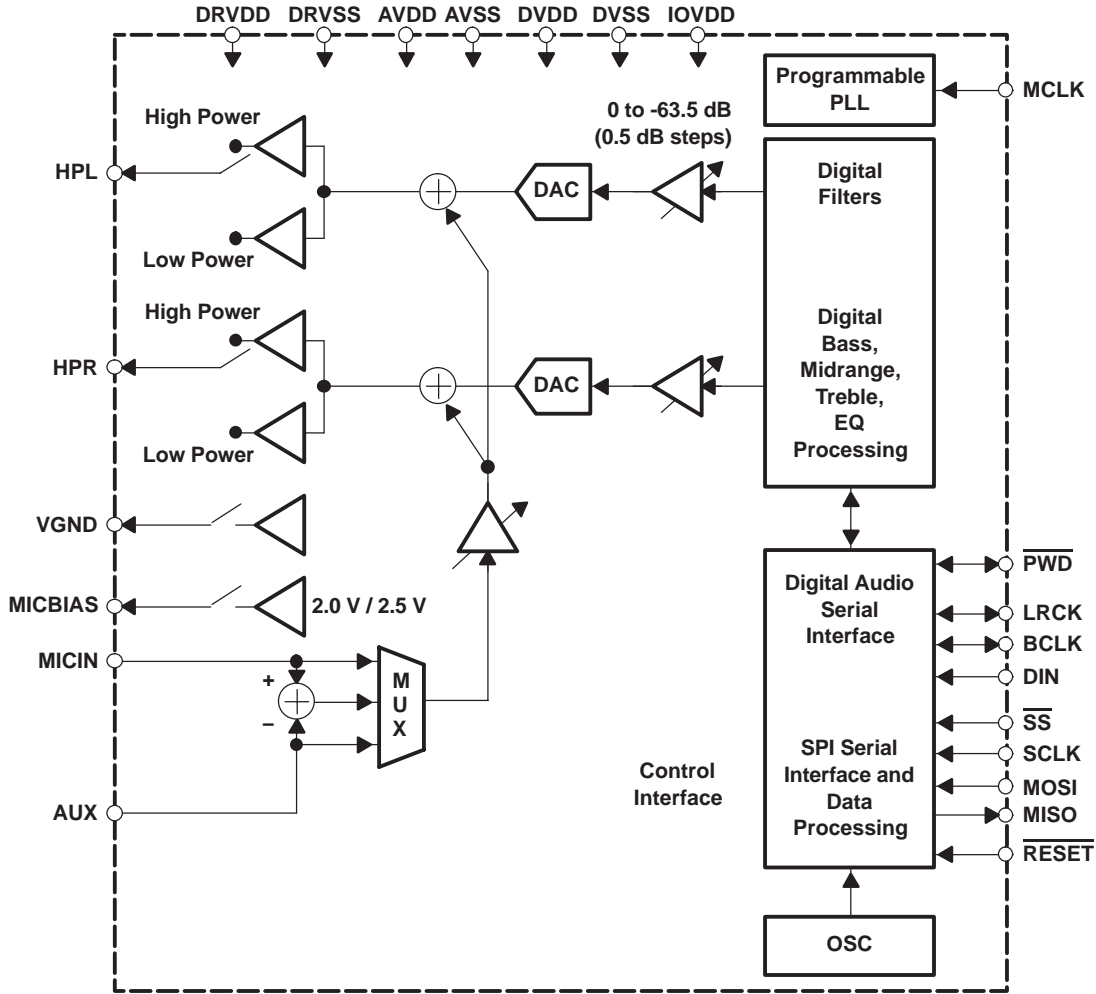 DRVDD DRVSS AVDD AVSS DVDD DVSS IOVDD
Programmable
PLL
MCLK
High Power
0 to -63.5 dB
(0.5 dB steps)
HPL
+
DAC
Digital
Filters
Low Power
High Power
Digital
Bass,
Midrange,
Treble,
EQ
Processing
HPR
+
DAC
Low Power
VGND
MICBIAS
2.0 V / 2.5 V
MICIN
+
+
−
M
U
X
AUX
Digital Audio
Serial
Interface
PWD
LRCK
BCLK
DIN
SS
SCLK
MOSI
MISO
RESET
SPI Serial
Interface and
Data
Processing
Control
Interface
OSC